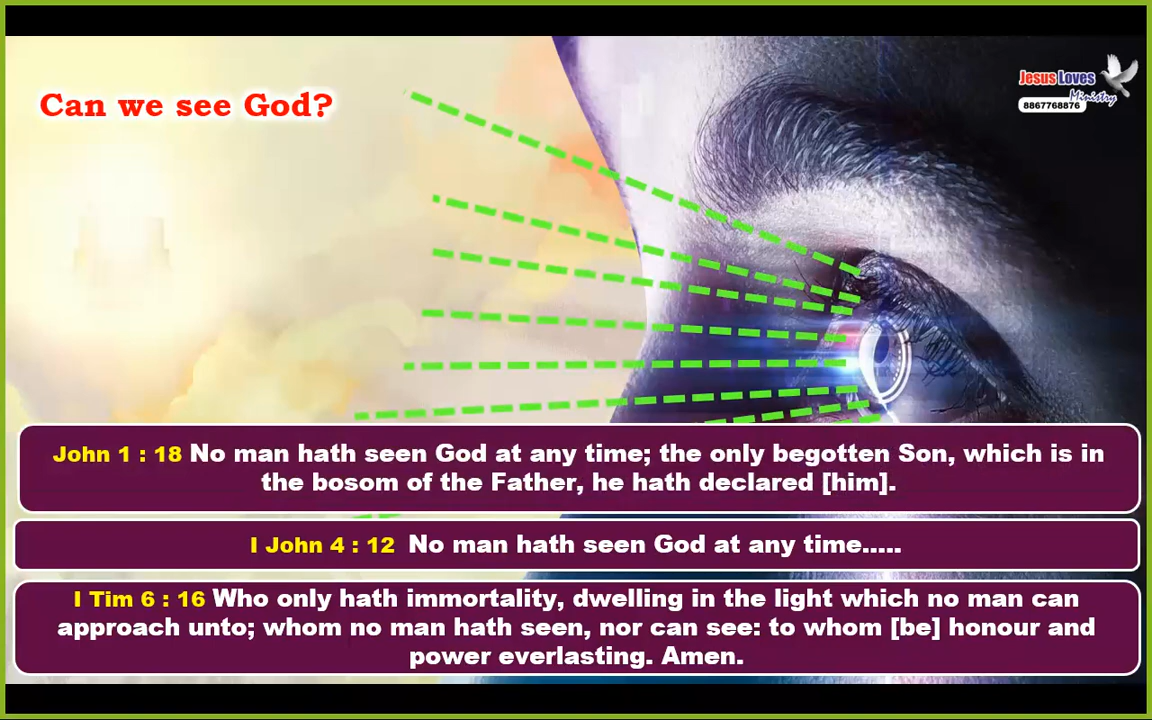 Can we see God?
Jesus Loves
Ministry
8867768876
John 1 : 18 No man hath seen God at any time; the only begotten Son, which is in
the bosom of the Father, he hath declared [him].
I John 4 : 12 No man hath seen God at any time.....
I Tim 6 : 16 Who only hath immortality, dwelling in the light which no man can
approach unto; whom no man hath seen, nor can see: to whom [be] honour and
power everlasting. Amen.